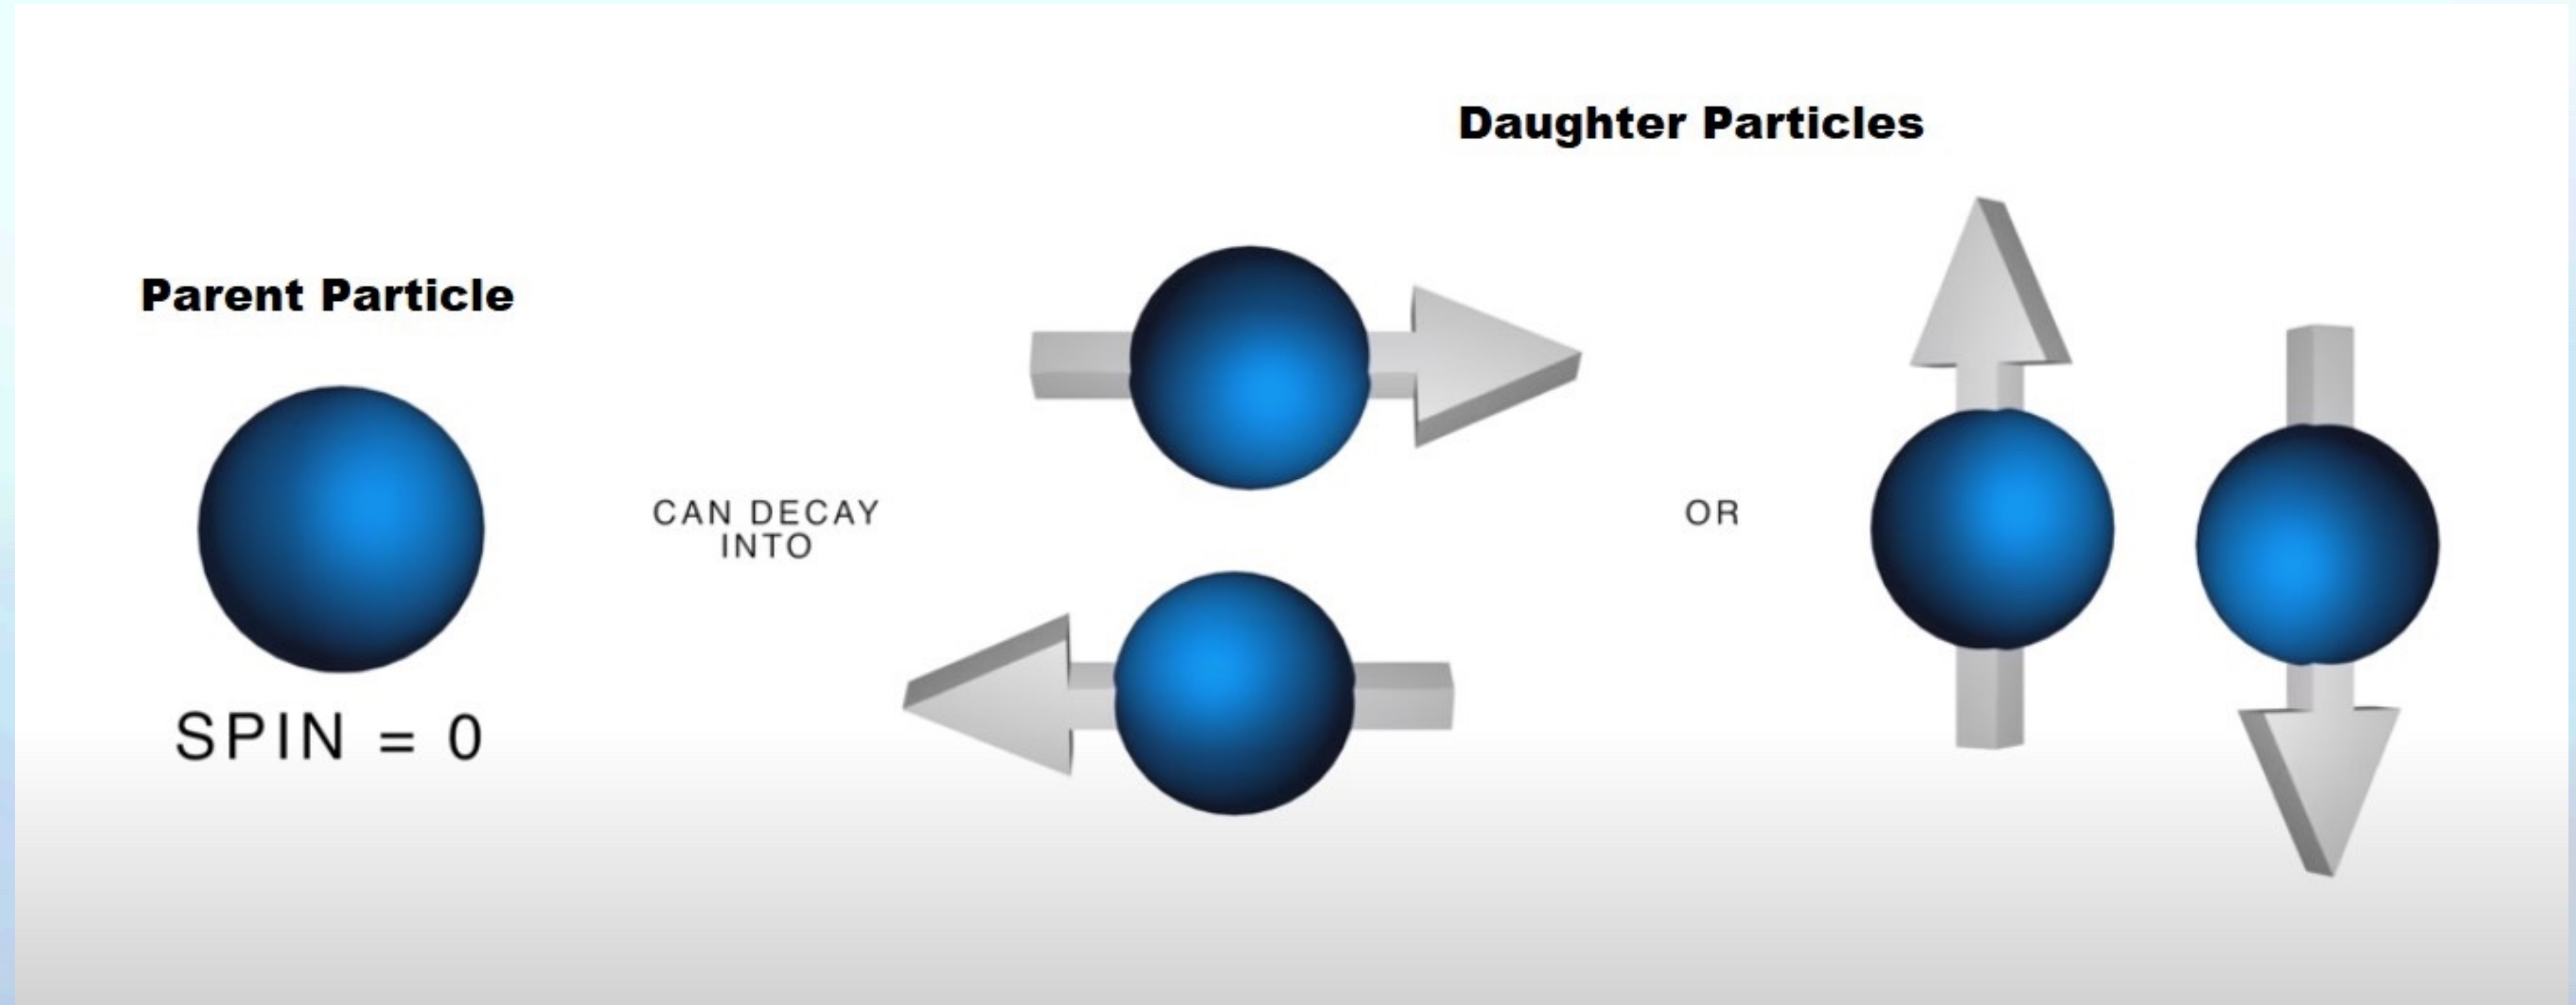 Parent Particle
SPIN = 0
CAN DECAY
INTO
Daughter Particles
OR